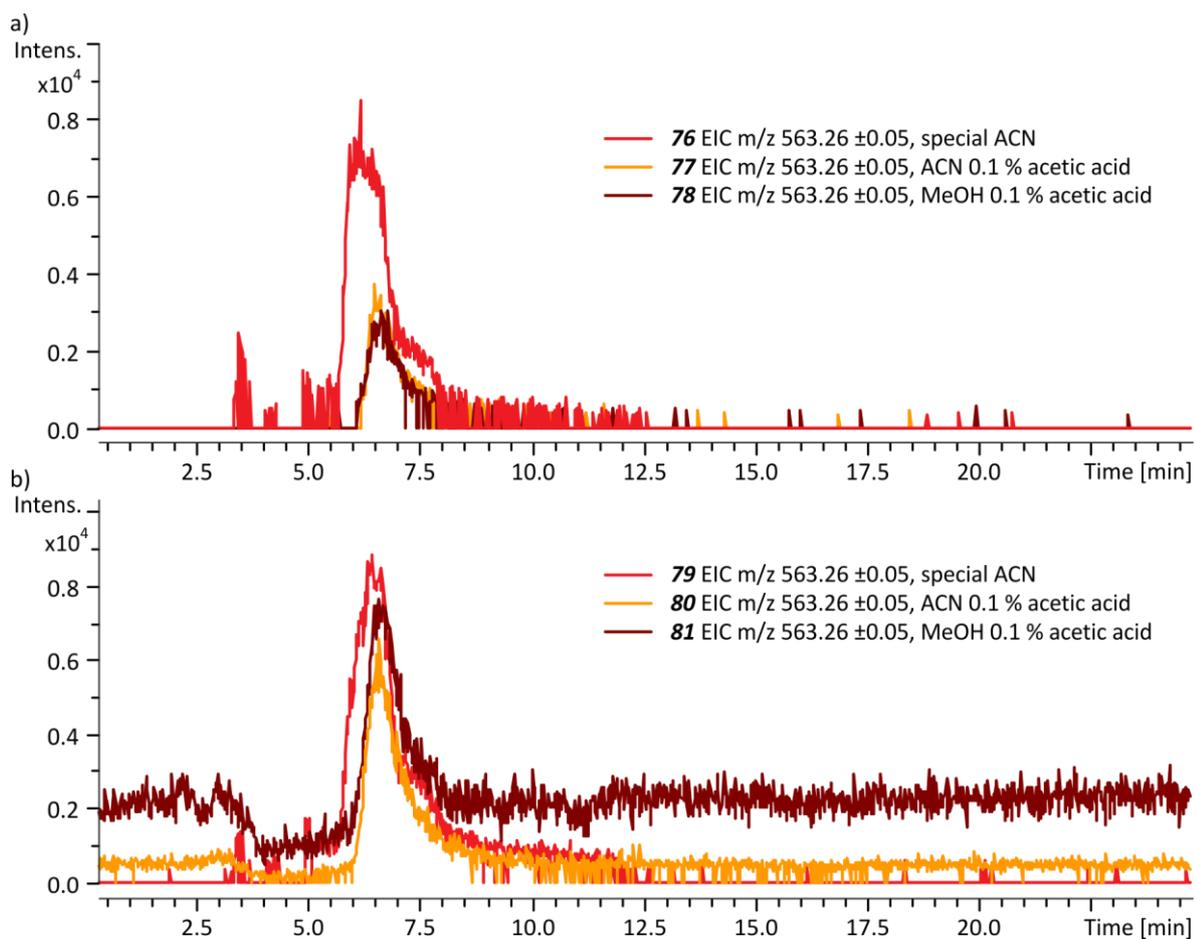 a)
Intens.
x10⁴
0.8
0.6
0.4
0.2
0.0
76 EIC m/z 563.26 ±0.05, special ACN
77 EIC m/z 563.26 ±0.05, ACN 0.1 % acetic acid
78 EIC m/z 563.26 ±0.05, MeOH 0.1 % acetic acid
2.5 5.0 7.5 10.0 12.5 15.0 17.5 20.0 Time [min]
b)
Intens.
x10⁴
0.8
0.6
0.4
0.2
0.0
79 EIC m/z 563.26 ±0.05, special ACN
80 EIC m/z 563.26 ±0.05, ACN 0.1 % acetic acid
81 EIC m/z 563.26 ±0.05, MeOH 0.1 % acetic acid
2.5 5.0 7.5 10.0 12.5 15.0 17.5 20.0 Time [min]